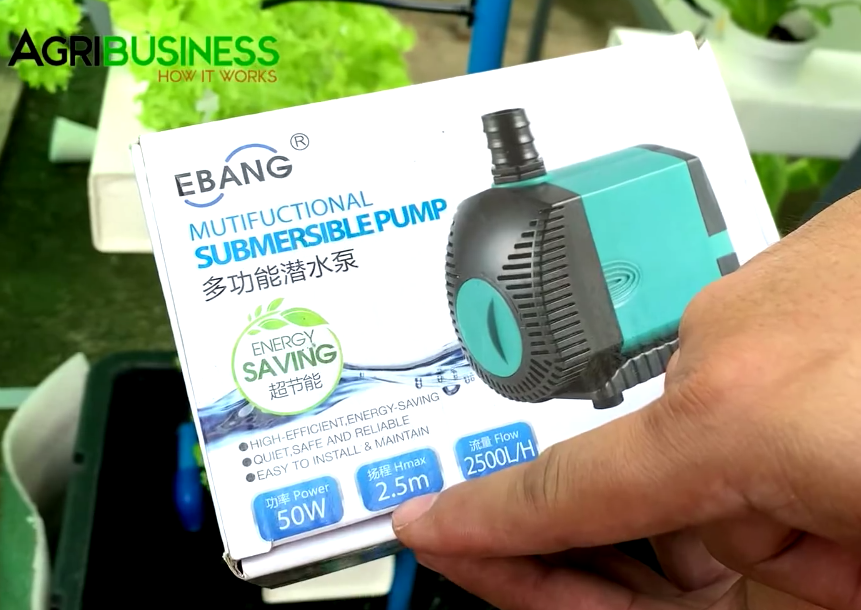 AGRIBUSINESS
HOW IT WORKS
EBANG®
MUTIFUCTIONAL
SUBMERSIBLE PUMP
多功能潜水泵
ENERGY
SAVING
超节能
●HIGH-EFFICIENT,ENERGY-SAVING
●QUIET,SAFE AND RELIABLE
●EASY TO INSTALL & MAINTAIN
功率 Power
50W
扬程 Hmax
2.5m
流量 Flow
2500L/H